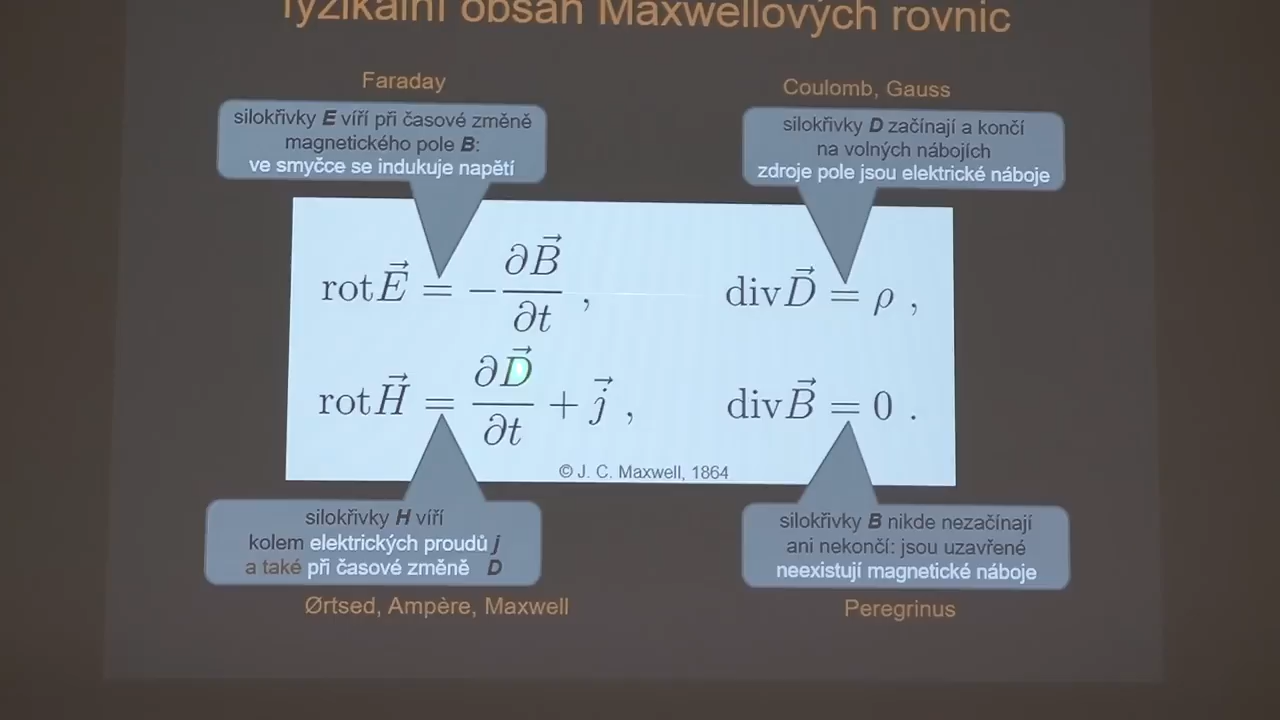 fyzikální obsah Maxwellových rovnic
Faraday
silokřivky E víří při časové změně
magnetického pole B:
ve smyčce se indukuje napětí
Coulomb, Gauss
silokřivky D začínají a končí
na volných nábojích
zdroje pole jsou elektrické náboje
rot E⃗ = − ∂B⃗/∂t ,
div D⃗ = ρ ,
rot H⃗ = ∂D⃗/∂t + j⃗ ,
div B⃗ = 0 .
© J. C. Maxwell, 1864
silokřivky H víří
kolem elektrických proudů j
a také při časové změně D
Ørtsed, Ampère, Maxwell
silokřivky B nikde nezačínají
ani nekončí: jsou uzavřené
neexistují magnetické náboje
Peregrinus